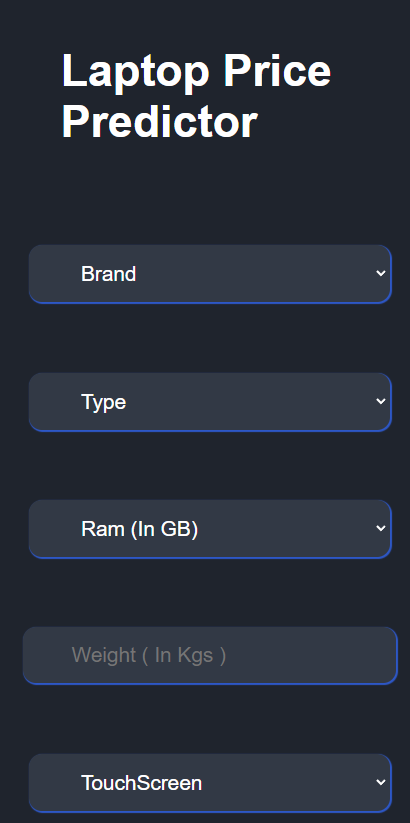 Laptop Price
Predictor
Brand
Type
Ram (In GB)
Weight ( In Kgs )
TouchScreen